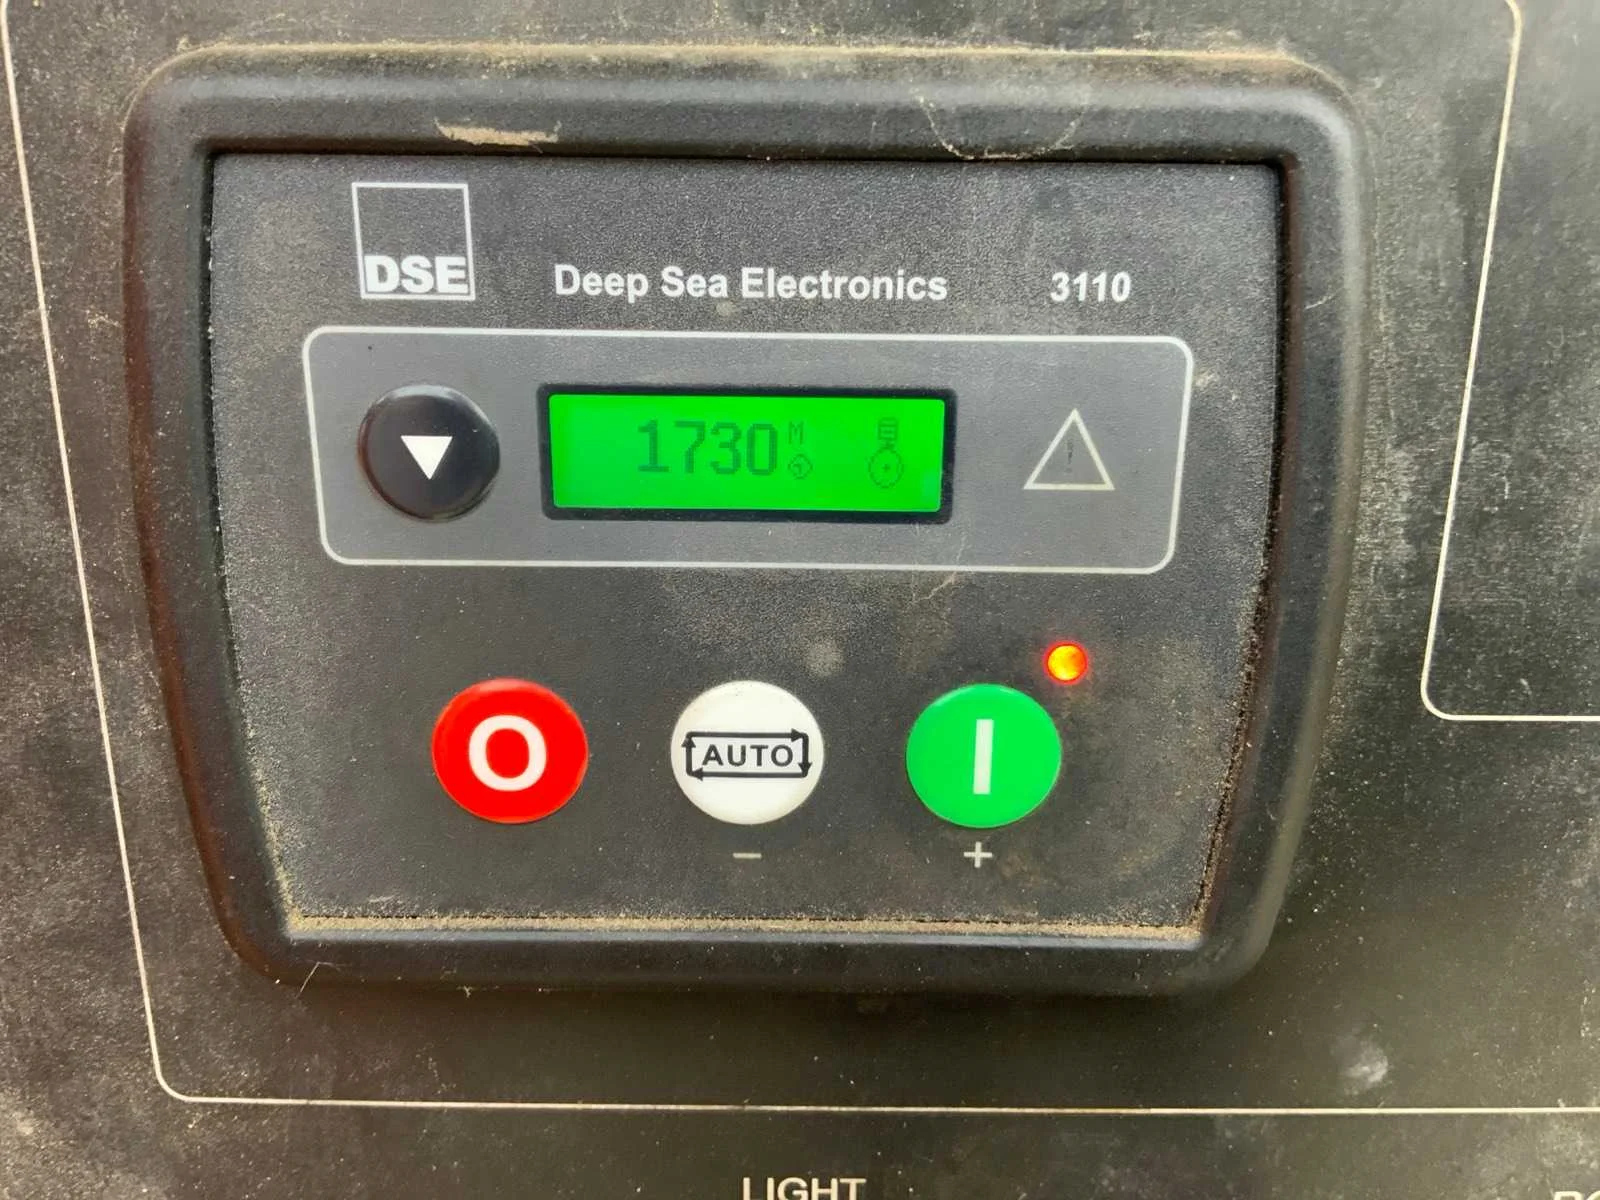 DSE
Deep Sea Electronics 3110
1730 M
O AUTO I
− +
LIGHT